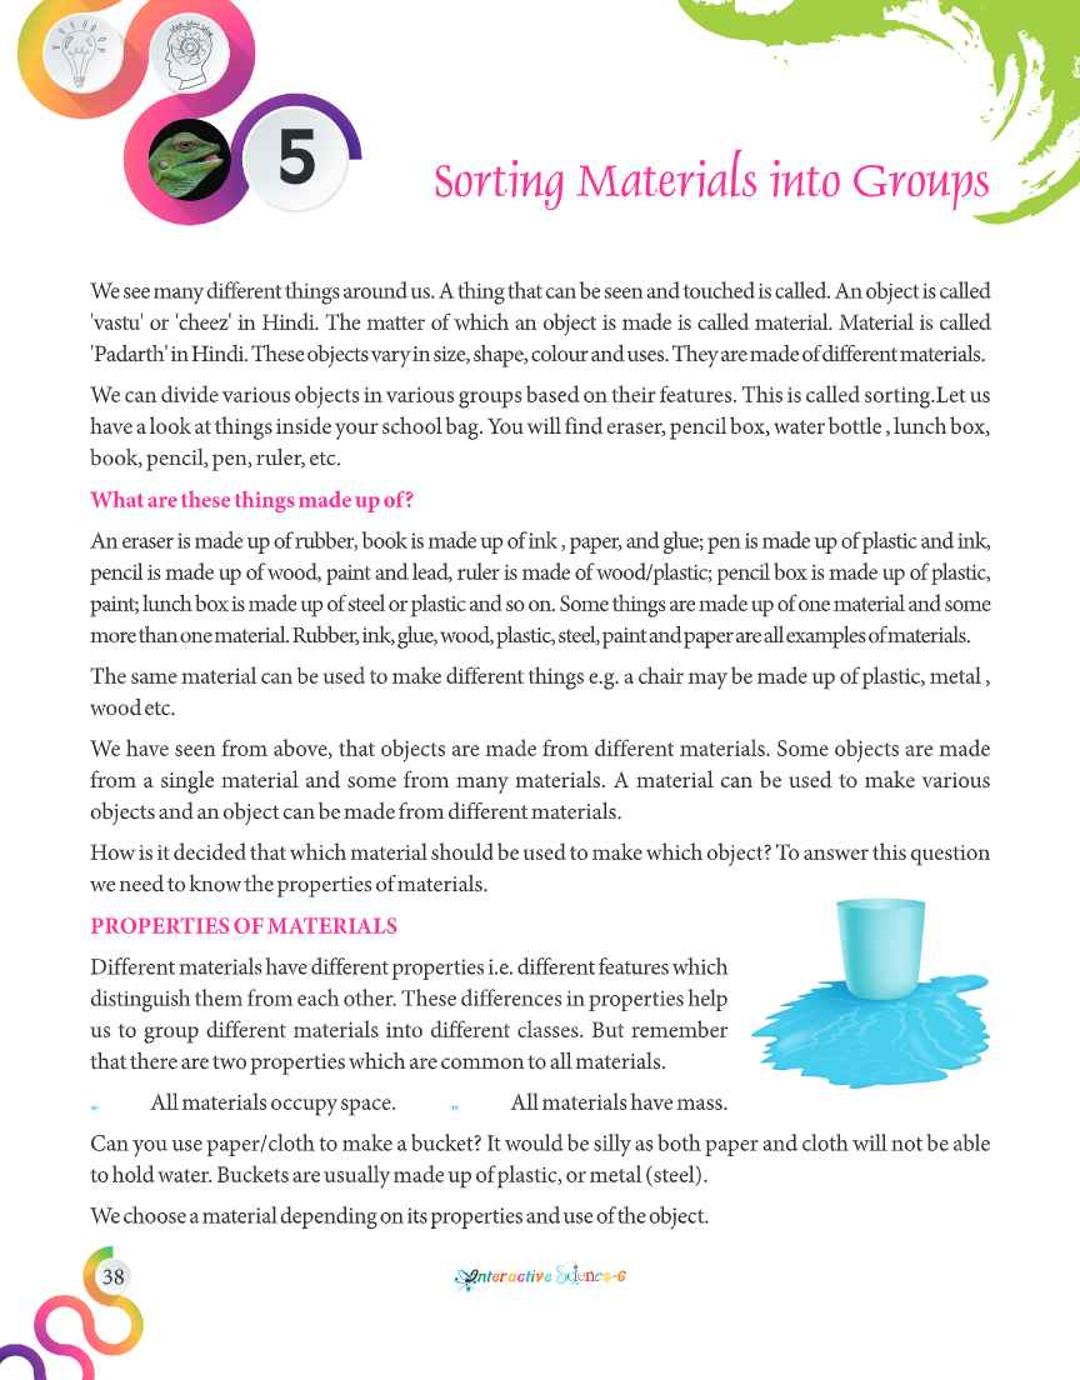 5
Sorting Materials into Groups
We see many different things around us. A thing that can be seen and touched is called. An object is called
'vastu' or 'cheez' in Hindi. The matter of which an object is made is called material. Material is called
'Padarth' in Hindi. These objects vary in size, shape, colour and uses. They are made of different materials.
We can divide various objects in various groups based on their features. This is called sorting.Let us
have a look at things inside your school bag. You will find eraser, pencil box, water bottle , lunch box,
book, pencil, pen, ruler, etc.
What are these things made up of?
An eraser is made up of rubber, book is made up of ink , paper, and glue; pen is made up of plastic and ink,
pencil is made up of wood, paint and lead, ruler is made of wood/plastic; pencil box is made up of plastic,
paint; lunch box is made up of steel or plastic and so on. Some things are made up of one material and some
more than one material. Rubber, ink, glue, wood, plastic, steel, paint and paper are all examples of materials.
The same material can be used to make different things e.g. a chair may be made up of plastic, metal ,
wood etc.
We have seen from above, that objects are made from different materials. Some objects are made
from a single material and some from many materials. A material can be used to make various
objects and an object can be made from different materials.
How is it decided that which material should be used to make which object? To answer this question
we need to know the properties of materials.
PROPERTIES OF MATERIALS
Different materials have different properties i.e. different features which
distinguish them from each other. These differences in properties help
us to group different materials into different classes. But remember
that there are two properties which are common to all materials.
All materials occupy space. All materials have mass.
Can you use paper/cloth to make a bucket? It would be silly as both paper and cloth will not be able
to hold water. Buckets are usually made up of plastic, or metal (steel).
We choose a material depending on its properties and use of the object.
38
Interactive Science-6